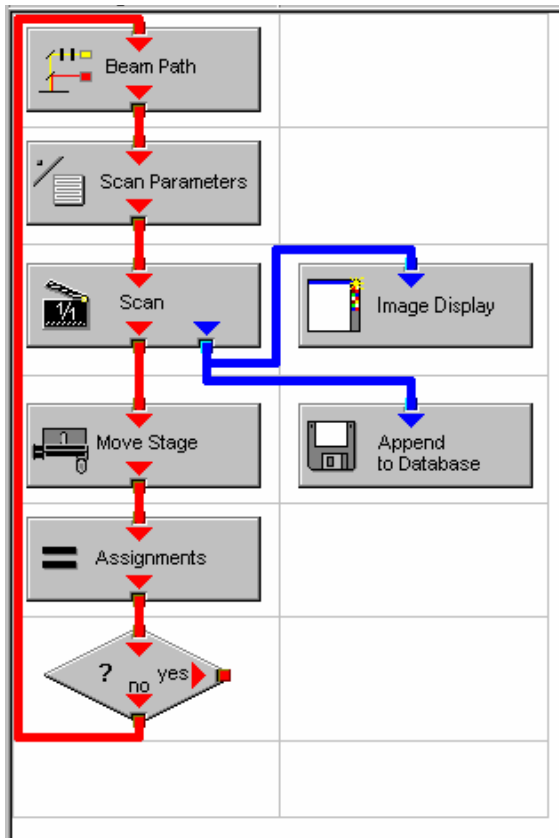 Beam Path
Scan Parameters
1/1
Scan
Image Display
Move Stage
Append
to Database
=
Assignments
?
no
yes